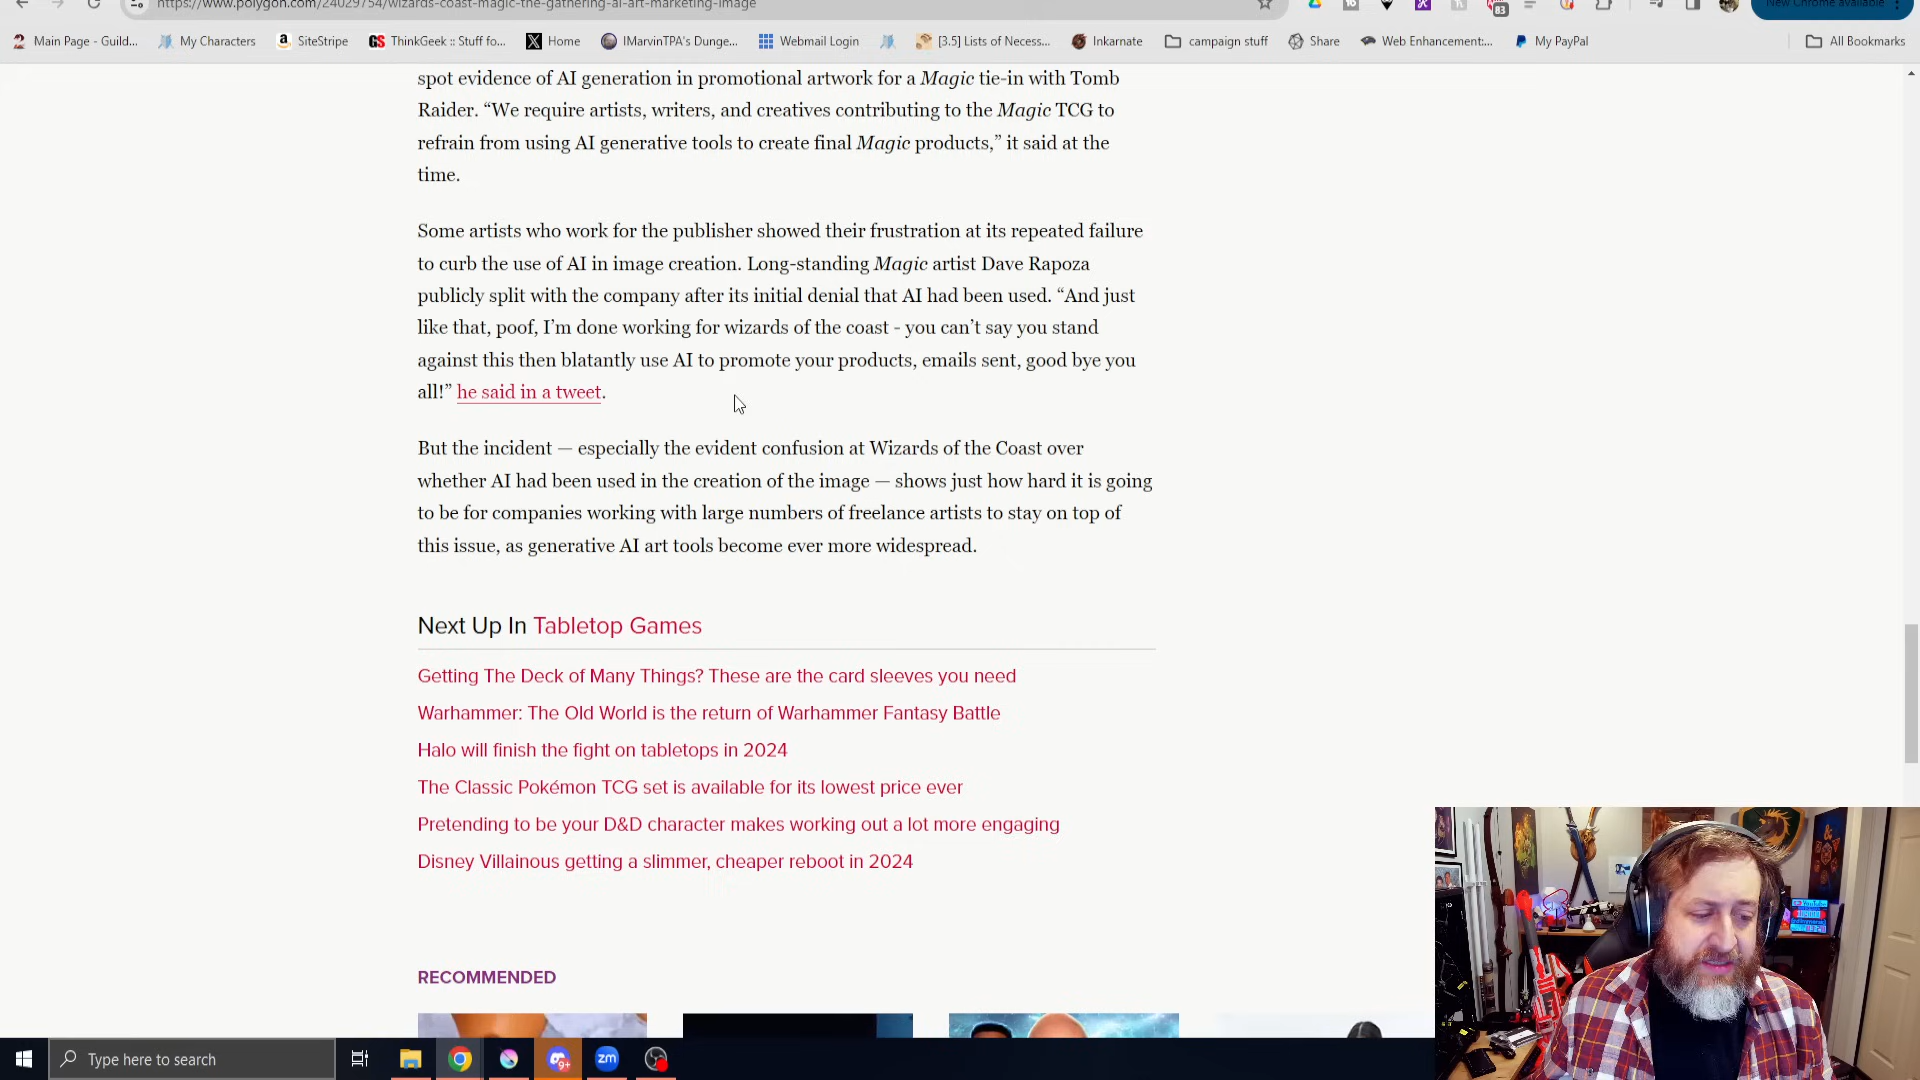 https://www.polygon.com/24029754/wizards-coast-magic-the-gathering-ai-art-marketing-image
New Chrome available
83
Main Page - Guild...
My Characters
SiteStripe
ThinkGeek :: Stuff fo...
Home
IMarvinTPA's Dunge...
Webmail Login
[3.5] Lists of Necess...
Inkarnate
campaign stuff
Share
Web Enhancement:...
My PayPal
All Bookmarks
spot evidence of AI generation in promotional artwork for a Magic tie-in with Tomb
Raider. “We require artists, writers, and creatives contributing to the Magic TCG to
refrain from using AI generative tools to create final Magic products,” it said at the
time.
Some artists who work for the publisher showed their frustration at its repeated failure
to curb the use of AI in image creation. Long-standing Magic artist Dave Rapoza
publicly split with the company after its initial denial that AI had been used. “And just
like that, poof, I’m done working for wizards of the coast - you can’t say you stand
against this then blatantly use AI to promote your products, emails sent, good bye you
all!” he said in a tweet.
But the incident — especially the evident confusion at Wizards of the Coast over
whether AI had been used in the creation of the image — shows just how hard it is going
to be for companies working with large numbers of freelance artists to stay on top of
this issue, as generative AI art tools become ever more widespread.
Next Up In Tabletop Games
Getting The Deck of Many Things? These are the card sleeves you need
Warhammer: The Old World is the return of Warhammer Fantasy Battle
Halo will finish the fight on tabletops in 2024
The Classic Pokémon TCG set is available for its lowest price ever
Pretending to be your D&D character makes working out a lot more engaging
Disney Villainous getting a slimmer, cheaper reboot in 2024
RECOMMENDED
Type here to search
9+
zm